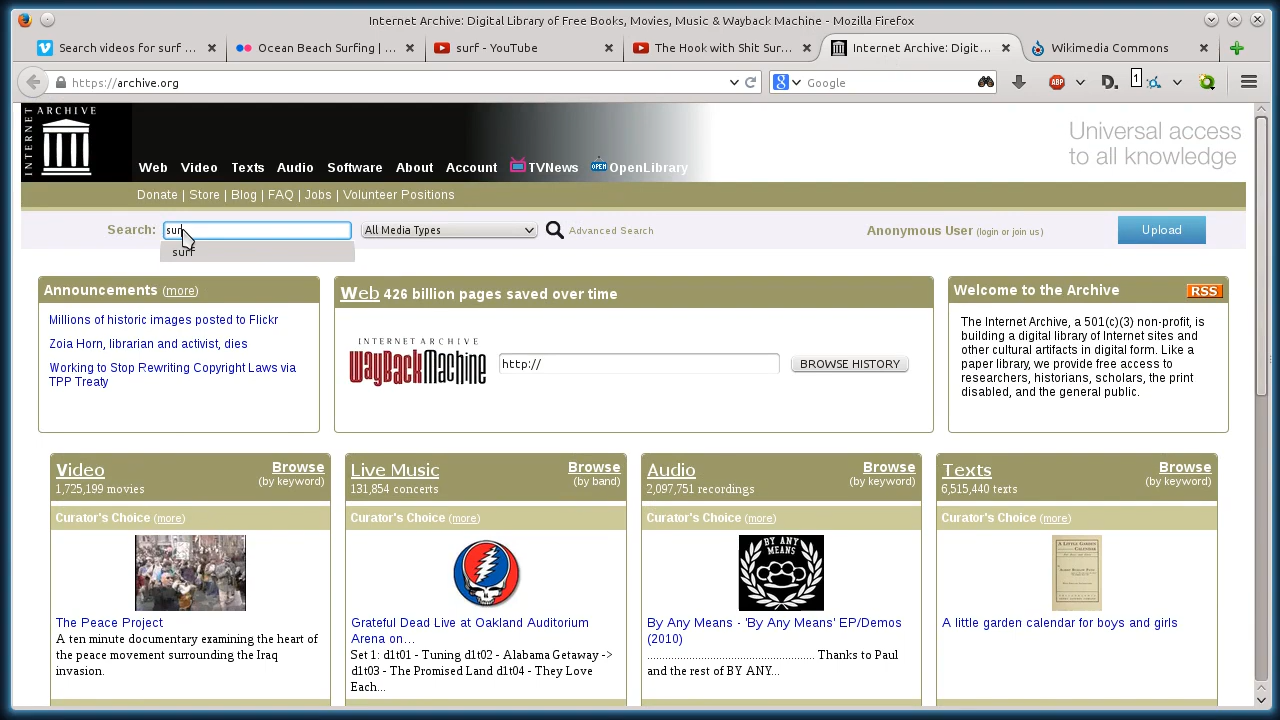 Internet Archive: Digital Library of Free Books, Movies, Music & Wayback Machine - Mozilla Firefox
Search videos for surf ...
Ocean Beach Surfing | ...
surf - YouTube
The Hook with Shit Sur...
Internet Archive: Digit...
Wikimedia Commons
https://archive.org
Google
ABP
D.
1
INTERNET
ARCHIVE
Web Video Texts Audio Software About Account TVNews OPEN OpenLibrary
Universal access
to all knowledge
Donate | Store | Blog | FAQ | Jobs | Volunteer Positions
Search: surf All Media Types Advanced Search Anonymous User (login or join us) Upload
surf
Announcements (more)
Millions of historic images posted to Flickr
Zoia Horn, librarian and activist, dies
Working to Stop Rewriting Copyright Laws via
TPP Treaty
Web 426 billion pages saved over time
INTERNET ARCHIVE
WayBackMachine
http://
BROWSE HISTORY
Welcome to the Archive RSS
The Internet Archive, a 501(c)(3) non-profit, is
building a digital library of Internet sites and
other cultural artifacts in digital form. Like a
paper library, we provide free access to
researchers, historians, scholars, the print
disabled, and the general public.
Video Browse
1,725,199 movies (by keyword)
Curator's Choice (more)
The Peace Project
A ten minute documentary examining the heart of
the peace movement surrounding the Iraq
invasion.
Live Music Browse
131,854 concerts (by band)
Curator's Choice (more)
Grateful Dead Live at Oakland Auditorium
Arena on...
Set 1: d1t01 - Tuning d1t02 - Alabama Getaway ->
d1t03 - The Promised Land d1t04 - They Love
Each...
Audio Browse
2,097,751 recordings (by keyword)
Curator's Choice (more)
BY ANY
MEANS
By Any Means - 'By Any Means' EP/Demos
(2010)
...................................................... Thanks to Paul
and the rest of BY ANY...
Texts Browse
6,515,440 texts (by keyword)
Curator's Choice (more)
A little garden calendar for boys and girls